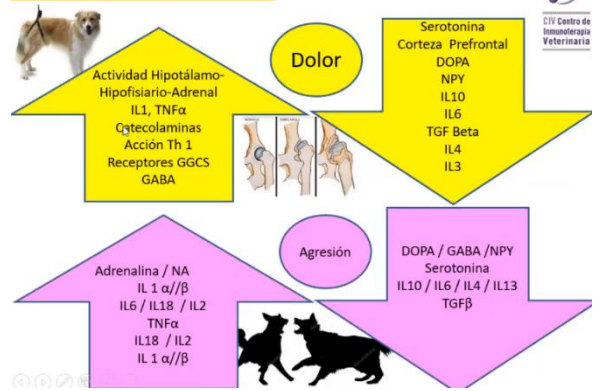 CIV Centro de
Inmunoterapia
Veterinaria
Dolor
Actividad Hipotálamo-
Hipofisiario-Adrenal
IL1, TNFα
Catecolaminas
Acción Th 1
Receptores GGCS
GABA
Serotonina
Corteza Prefrontal
DOPA
NPY
IL10
IL6
TGF Beta
IL4
IL3
Agresión
Adrenalina / NA
IL 1 α//β
IL6 / IL18 / IL2
TNFα
IL18 / IL2
IL 1 α//β
DOPA / GABA /NPY
Serotonina
IL10 / IL6 / IL4 / IL13
TGFβ